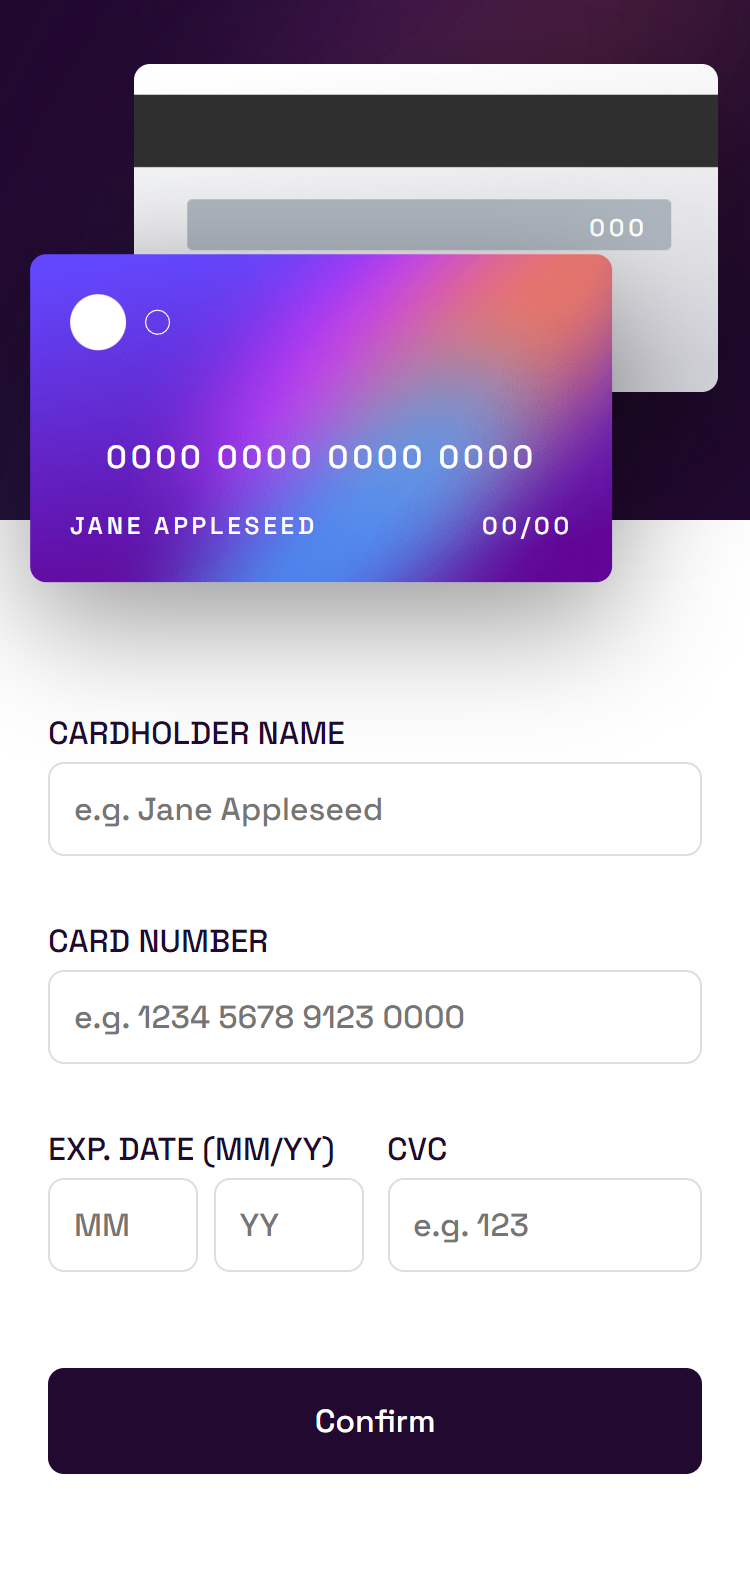 000
0000 0000 0000 0000
JANE APPLESEED 00/00
CARDHOLDER NAME
e.g. Jane Appleseed
CARD NUMBER
e.g. 1234 5678 9123 0000
EXP. DATE (MM/YY) CVC
MM YY e.g. 123
Confirm